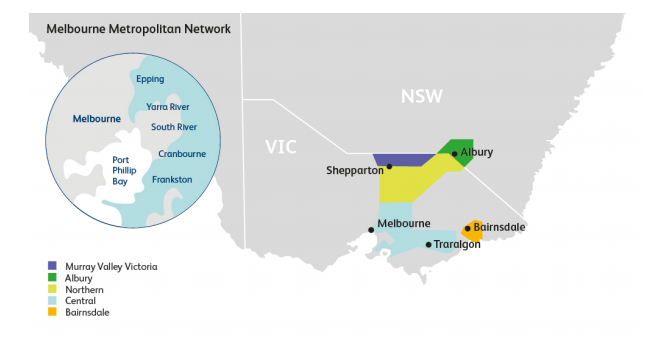 Melbourne Metropolitan Network
Epping
Yarra River
Melbourne
South River
Cranbourne
Port
Phillip
Bay
Frankston
NSW
VIC
Albury
Shepparton
Melbourne
Bairnsdale
Traralgon
Murray Valley Victoria
Albury
Northern
Central
Bairnsdale